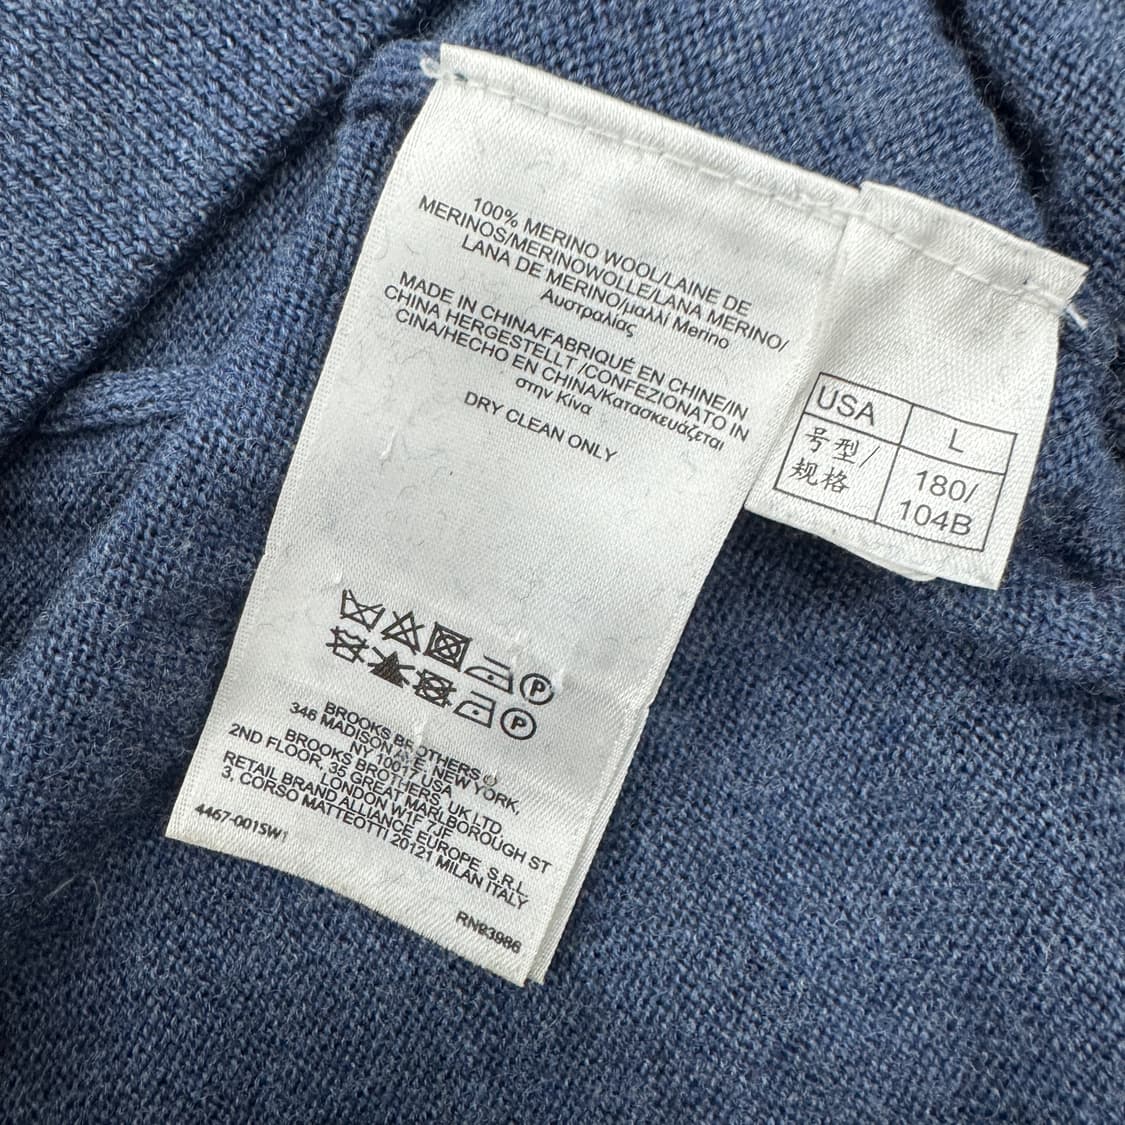 100% MERINO WOOL/LAINE DE
MERINOS/MERINOWOLLE/LANA MERINO/
LANA DE MERINO/μαλλί Merino
Αυστραλίας
MADE IN CHINA/FABRIQUÉ EN CHINE/IN
CHINA HERGESTELLT /CONFEZIONATO IN
CINA/HECHO EN CHINA/Κατασκευάζεται
στην Κίνα
DRY CLEAN ONLY
P
P
BROOKS BROTHERS
346 MADISON AVE, NEW YORK,
NY 10017 USA
BROOKS BROTHERS, UK LTD,
2ND FLOOR, 35 GREAT MARLBOROUGH ST
LONDON W1F 7JF
RETAIL BRAND ALLIANCE EUROPE S.R.L
3, CORSO MATTEOTTI 20121 MILAN ITALY
4467-001SW1
USA L
号型/ 180/
规格 104B